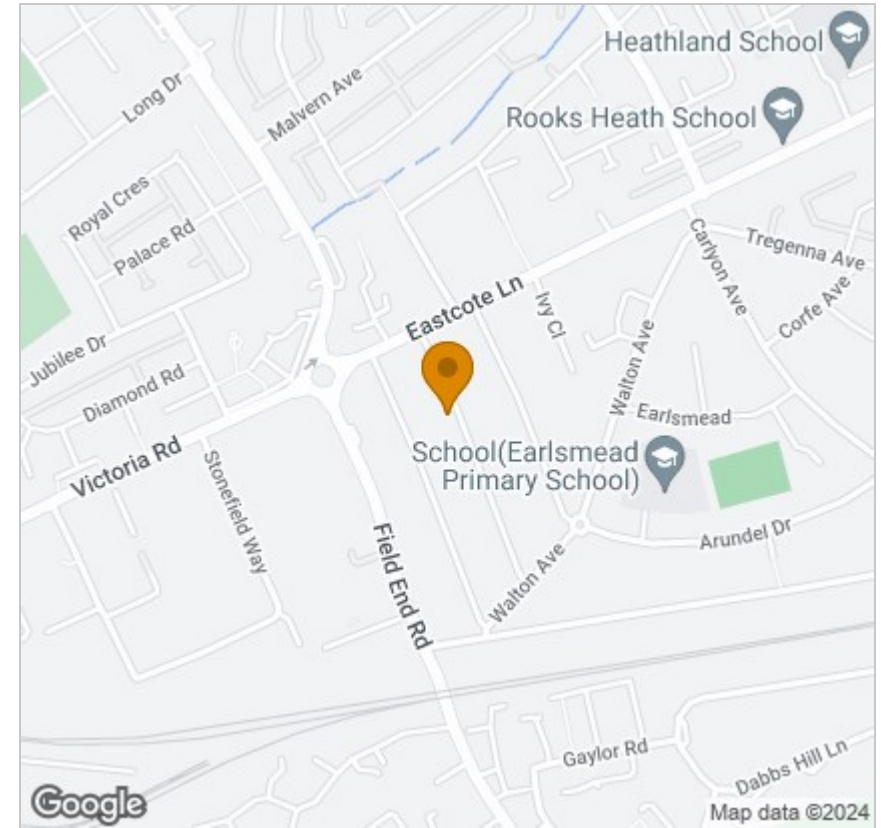 Heathland School
Long Dr
Malvern Ave
Rooks Heath School
Royal Cres
Palace Rd
Carlyon Ave
Tregenna Ave
Eastcote Ln
Ivy Cl
Corfe Ave
Jubilee Dr
Walton Ave
Diamond Rd
Earlsmead
School(Earlsmead
Primary School)
Victoria Rd
Stonefield Way
Field End Rd
Arundel Dr
Walton Ave
Gaylor Rd
Dabbs Hill Ln
Google
Map data ©2024